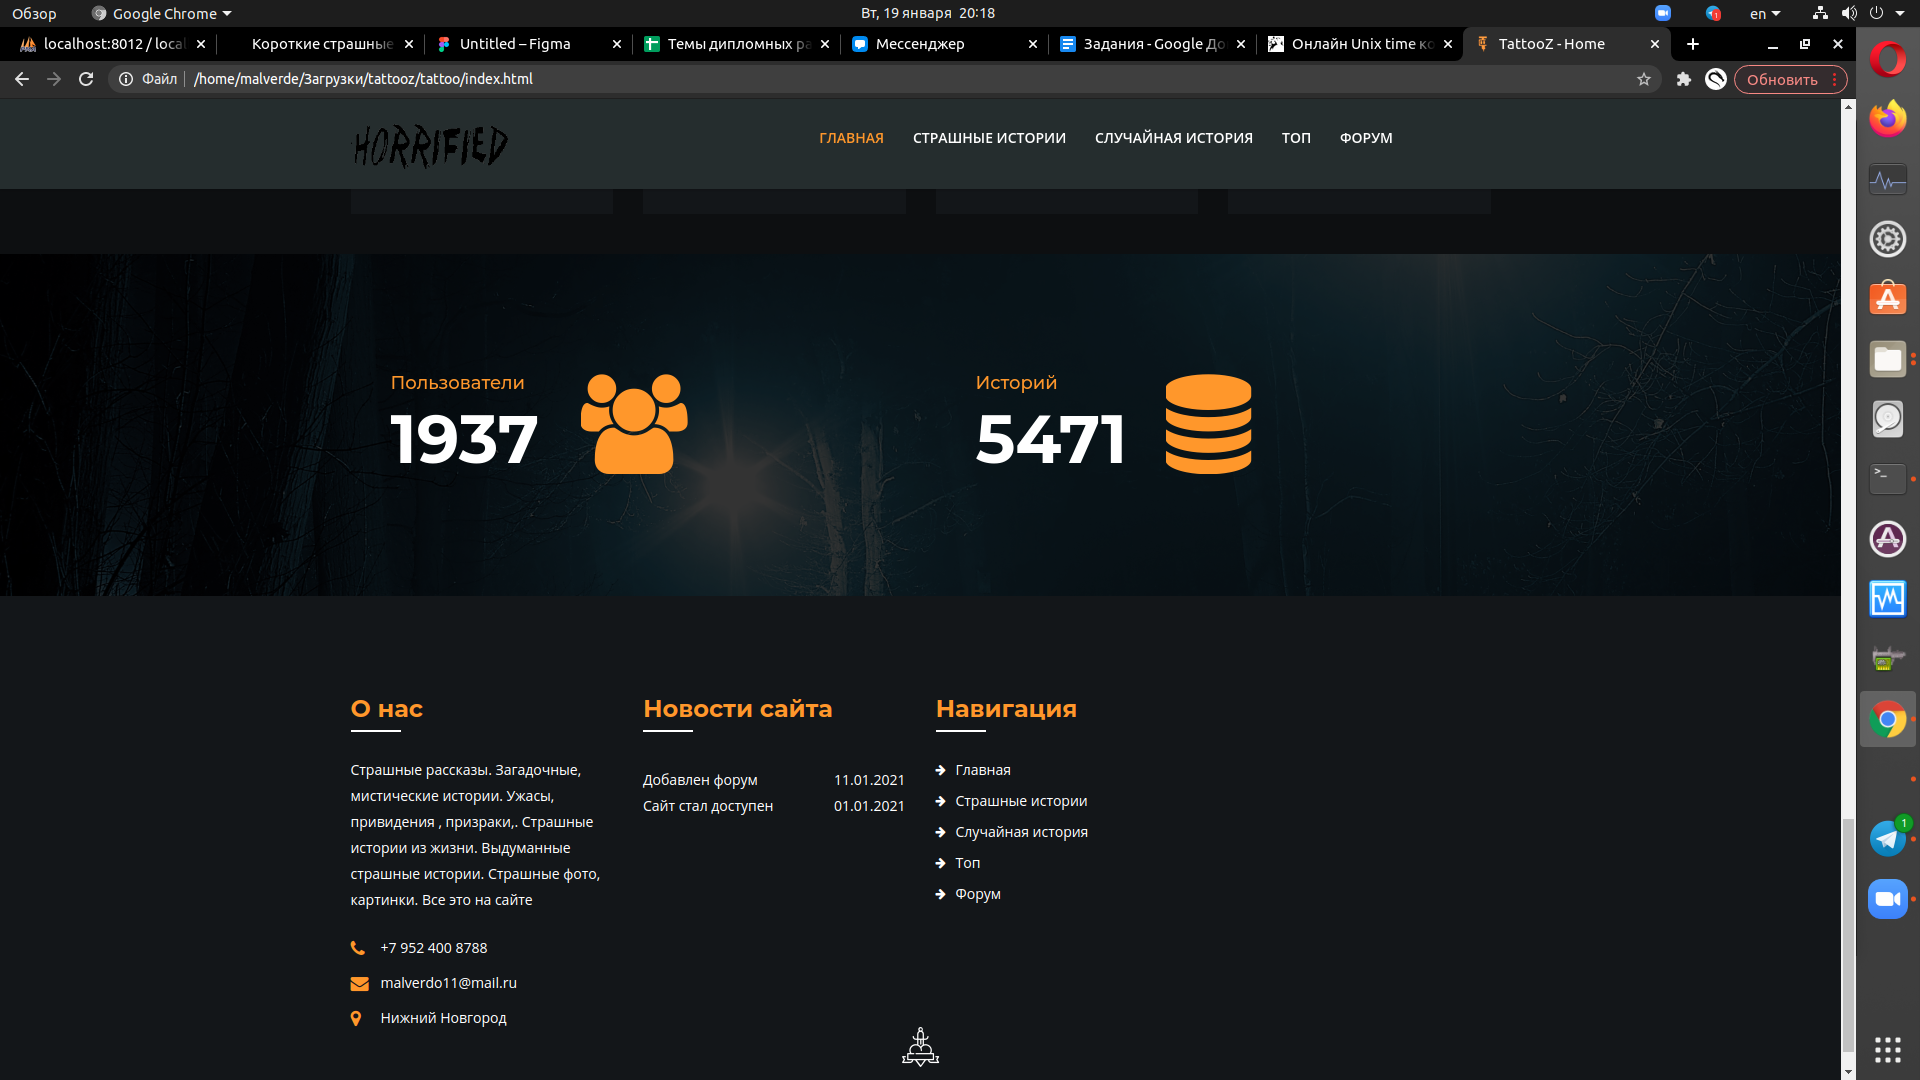 Обзор
Google Chrome
Вт, 19 января 20:18
en
localhost:8012 / local
Короткие страшные
Untitled – Figma
Темы дипломных ра
Мессенджер
Задания - Google До
Онлайн Unix time ко
TattooZ - Home
Файл
/home/malverde/Загрузки/tattooz/tattoo/index.html
Обновить
HORRIFIED
ГЛАВНАЯ
СТРАШНЫЕ ИСТОРИИ
СЛУЧАЙНАЯ ИСТОРИЯ
ТОП
ФОРУМ
Пользователи
1937
Историй
5471
О нас
Страшные рассказы. Загадочные,
мистические истории. Ужасы,
привидения , призраки,. Страшные
истории из жизни. Выдуманные
страшные истории. Страшные фото,
картинки. Все это на сайте
+7 952 400 8788
malverdo11@mail.ru
Нижний Новгород
Новости сайта
Добавлен форум 11.01.2021
Сайт стал доступен 01.01.2021
Навигация
Главная
Страшные истории
Случайная история
Топ
Форум
1